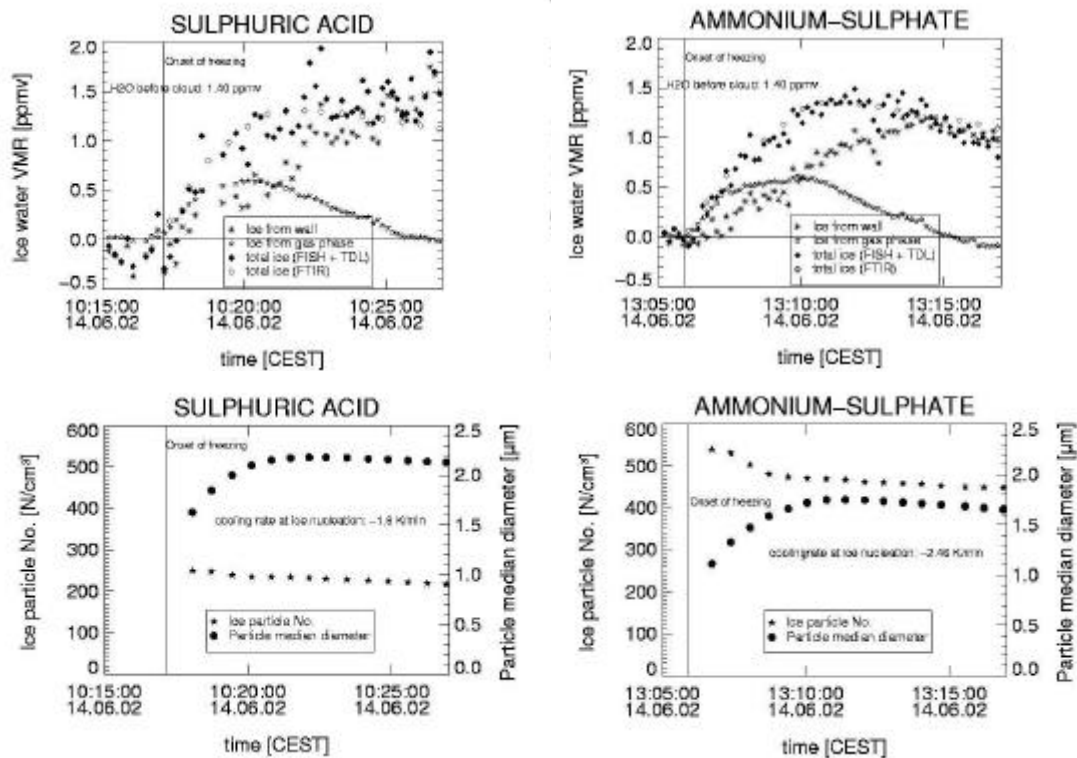 SULPHURIC ACID
Ice water VMR [ppmv]
2.0
1.5
1.0
0.5
0.0
−0.5
Onset of freezing
H2O before cloud: 1.40 ppmv
Ice from wall
Ice from gas phase
total ice (FISH + TDL)
total ice (FTIR)
10:15:00 10:20:00 10:25:00
14.06.02 14.06.02 14.06.02
time [CEST]
AMMONIUM−SULPHATE
Ice water VMR [ppmv]
2.0
1.5
1.0
0.5
0.0
−0.5
Onset of freezing
H2O before cloud: 1.40 ppmv
Ice from wall
Ice from gas phase
total ice (FISH + TDL)
total ice (FTIR)
13:05:00 13:10:00 13:15:00
14.06.02 14.06.02 14.06.02
time [CEST]
SULPHURIC ACID
Ice particle No. [N/cm³]
600
500
400
300
200
100
0
Onset of freezing
cooling rate at ice nucleation: −1.6 K/min
Ice particle No.
Particle median diameter
2.5
2.0
1.5
1.0
0.5
0.0
Particle median diameter [µm]
10:15:00 10:20:00 10:25:00
14.06.02 14.06.02 14.06.02
time [CEST]
AMMONIUM−SULPHATE
Ice particle No. [N/cm³]
600
500
400
300
200
100
0
Onset of freezing
coolingrate at ice nucleation: −2.46 K/min
Ice particle No.
Particle median diameter
2.5
2.0
1.5
1.0
0.5
0.0
Particle median diameter [µm]
13:05:00 13:10:00 13:15:00
14.06.02 14.06.02 14.06.02
time [CEST]